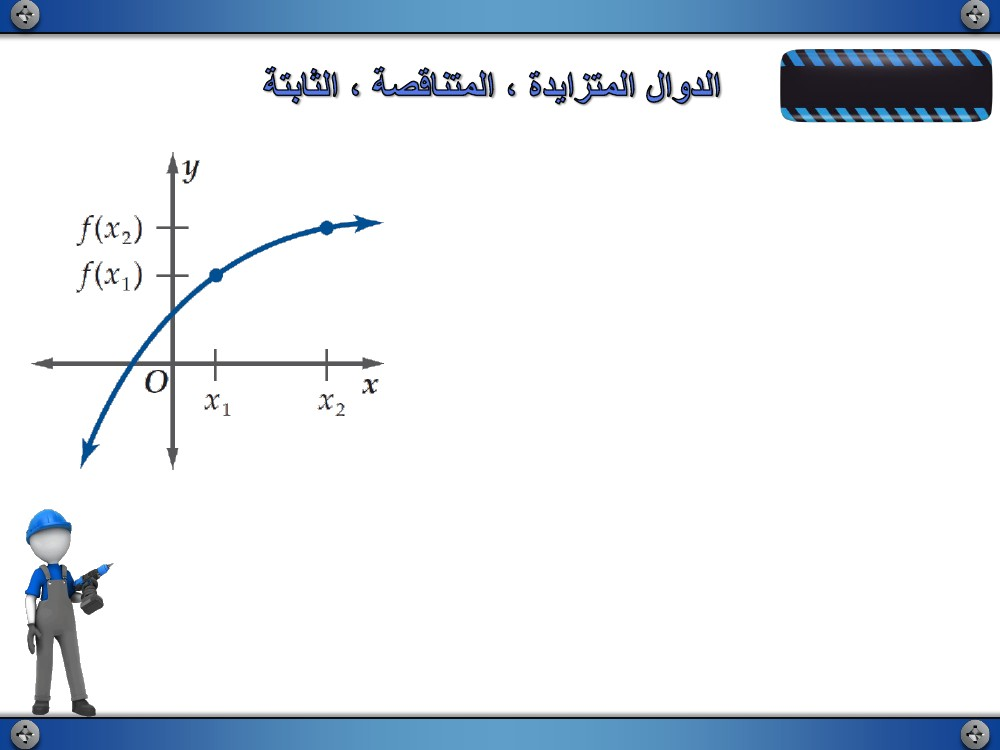 الدوال المتزايدة ، المتناقصة ، الثابتة
y
f(x₂)
f(x₁)
O
x
x₁
x₂